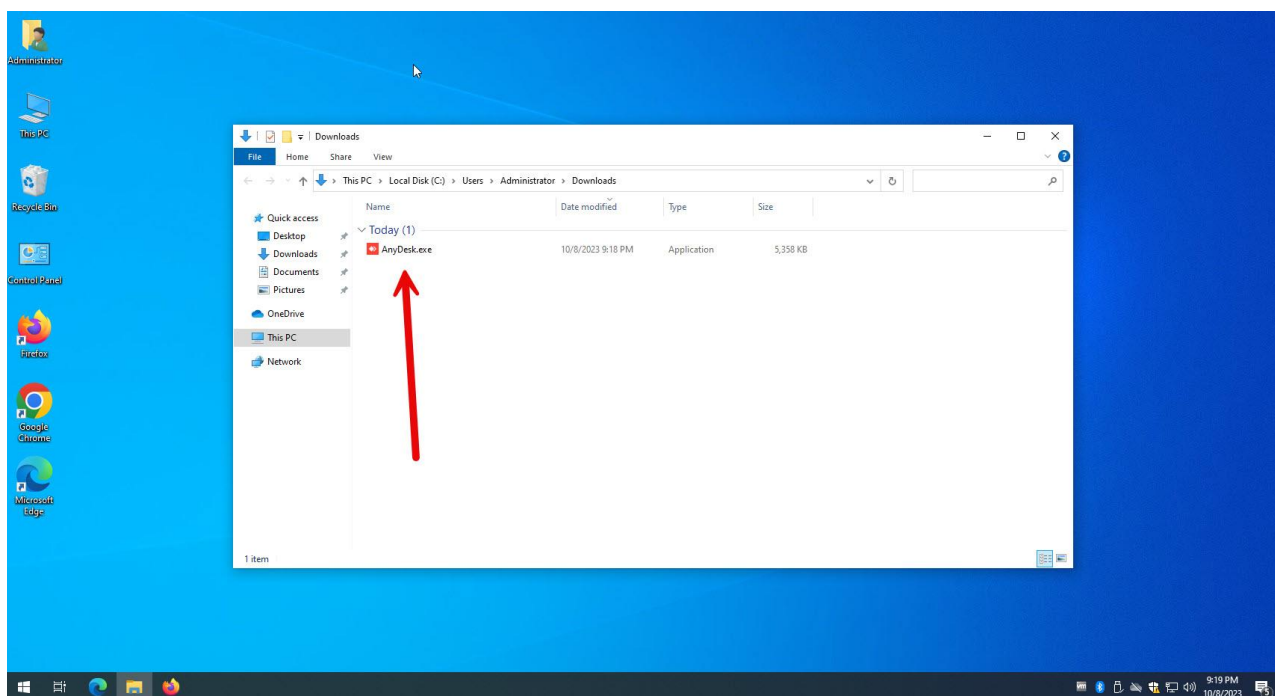 Administrator
This PC
Recycle Bin
Control Panel
Firefox
Google
Chrome
Microsoft
Edge
Downloads
File Home Share View
This PC > Local Disk (C:) > Users > Administrator > Downloads
Name Date modified Type Size
Quick access
Desktop
Downloads
Documents
Pictures
OneDrive
This PC
Network
Today (1)
AnyDesk.exe 10/8/2023 9:18 PM Application 5,358 KB
1 item
9:19 PM
10/8/2023